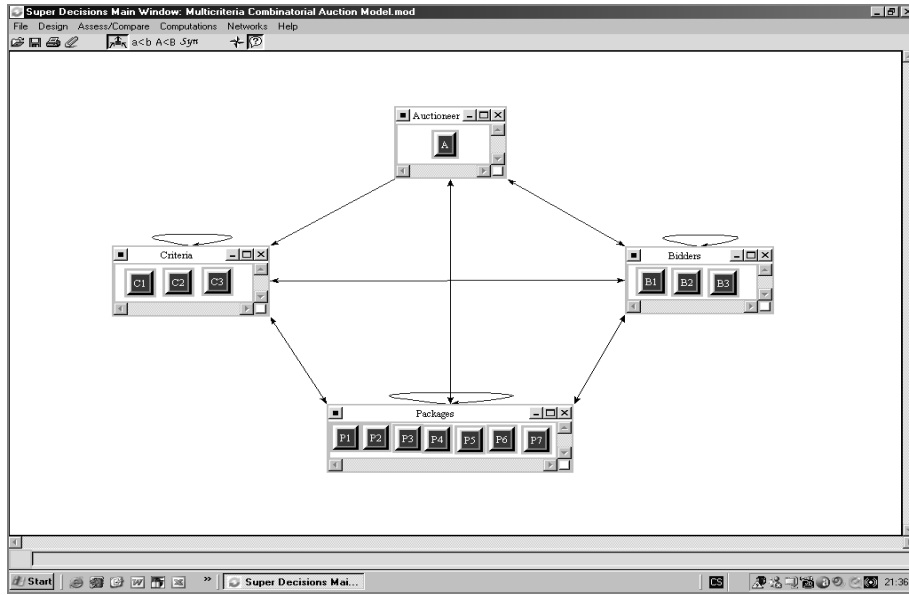 Super Decisions Main Window: Multicriteria Combinatorial Auction Model.mod
File Design Assess/Compare Computations Networks Help
a<b A<B Syn
Auctioneer
A
Criteria
C1 C2 C3
Bidders
B1 B2 B3
Packages
P1 P2 P3 P4 P5 P6 P7
Start
» Super Decisions Mai...
CS
21:36